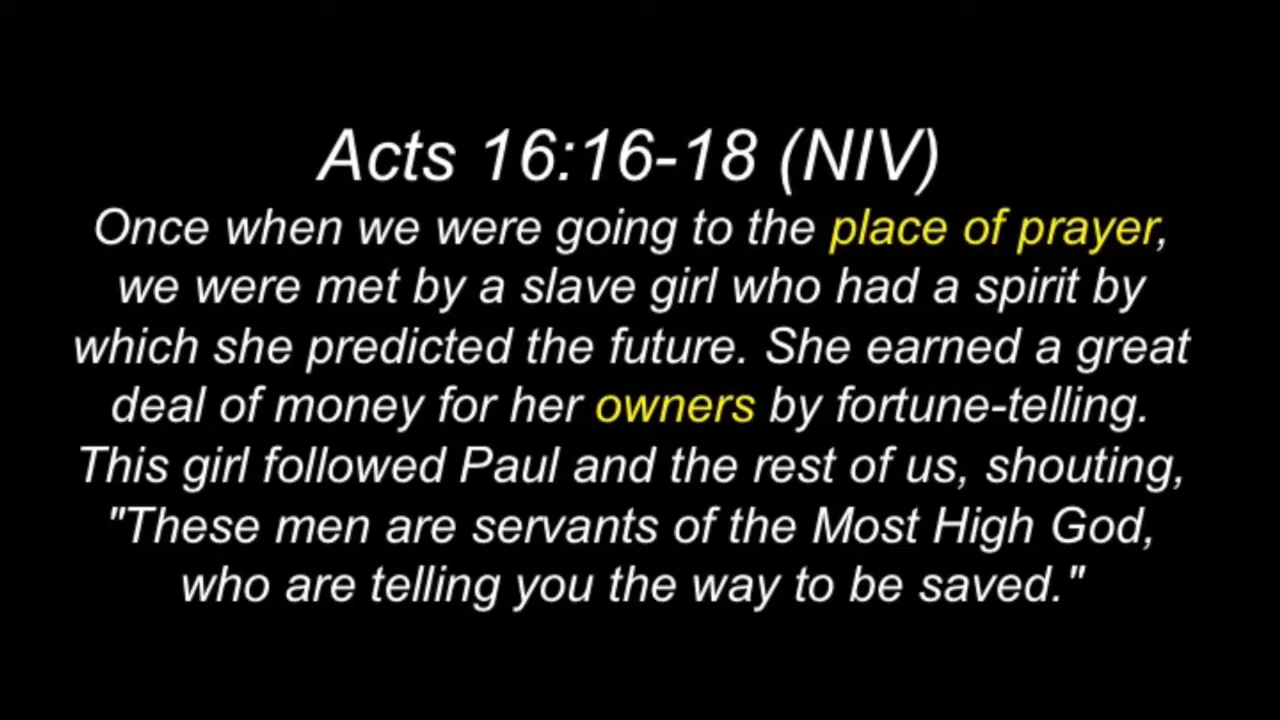 Acts 16:16-18 (NIV)
Once when we were going to the place of prayer,
we were met by a slave girl who had a spirit by
which she predicted the future. She earned a great
deal of money for her owners by fortune-telling.
This girl followed Paul and the rest of us, shouting,
"These men are servants of the Most High God,
who are telling you the way to be saved."